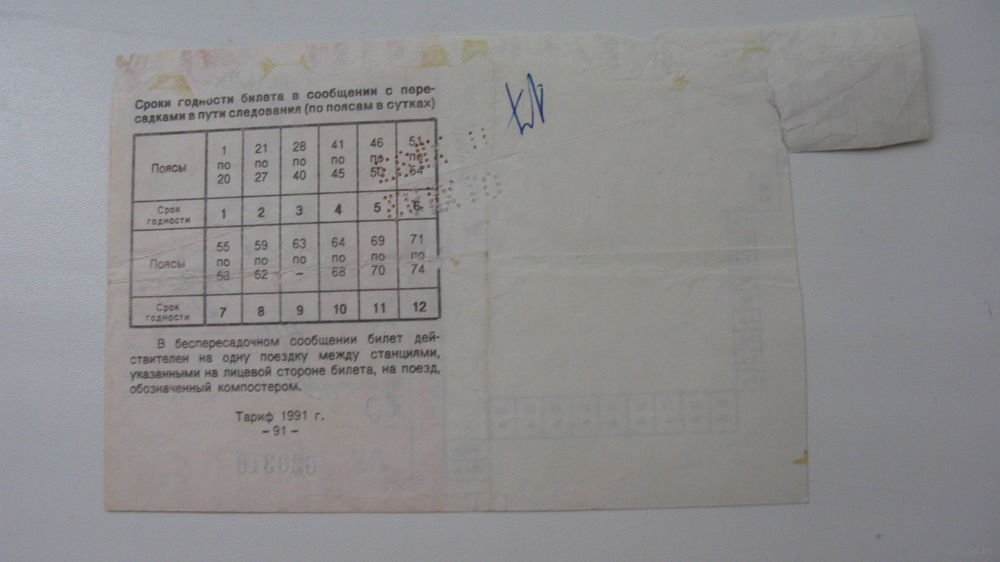 Сроки годности билета в сообщении с пере-
садками в пути следования (по поясам в сутках)
Поясы 1 по 20 21 по 27 28 по 40 41 по 45 46 по 50 51 по 54
Срок годности 1 2 3 4 5 6
Поясы 55 по 58 59 по 62 63 по – 64 по 68 69 по 70 71 по 74
Срок годности 7 8 9 10 11 12
В беспересадочном сообщении билет дей-
ствителен на одну поездку между станциями,
указанными на лицевой стороне билета, на поезд,
обозначенный компостером.
Тариф 1991 г.
– 91 –